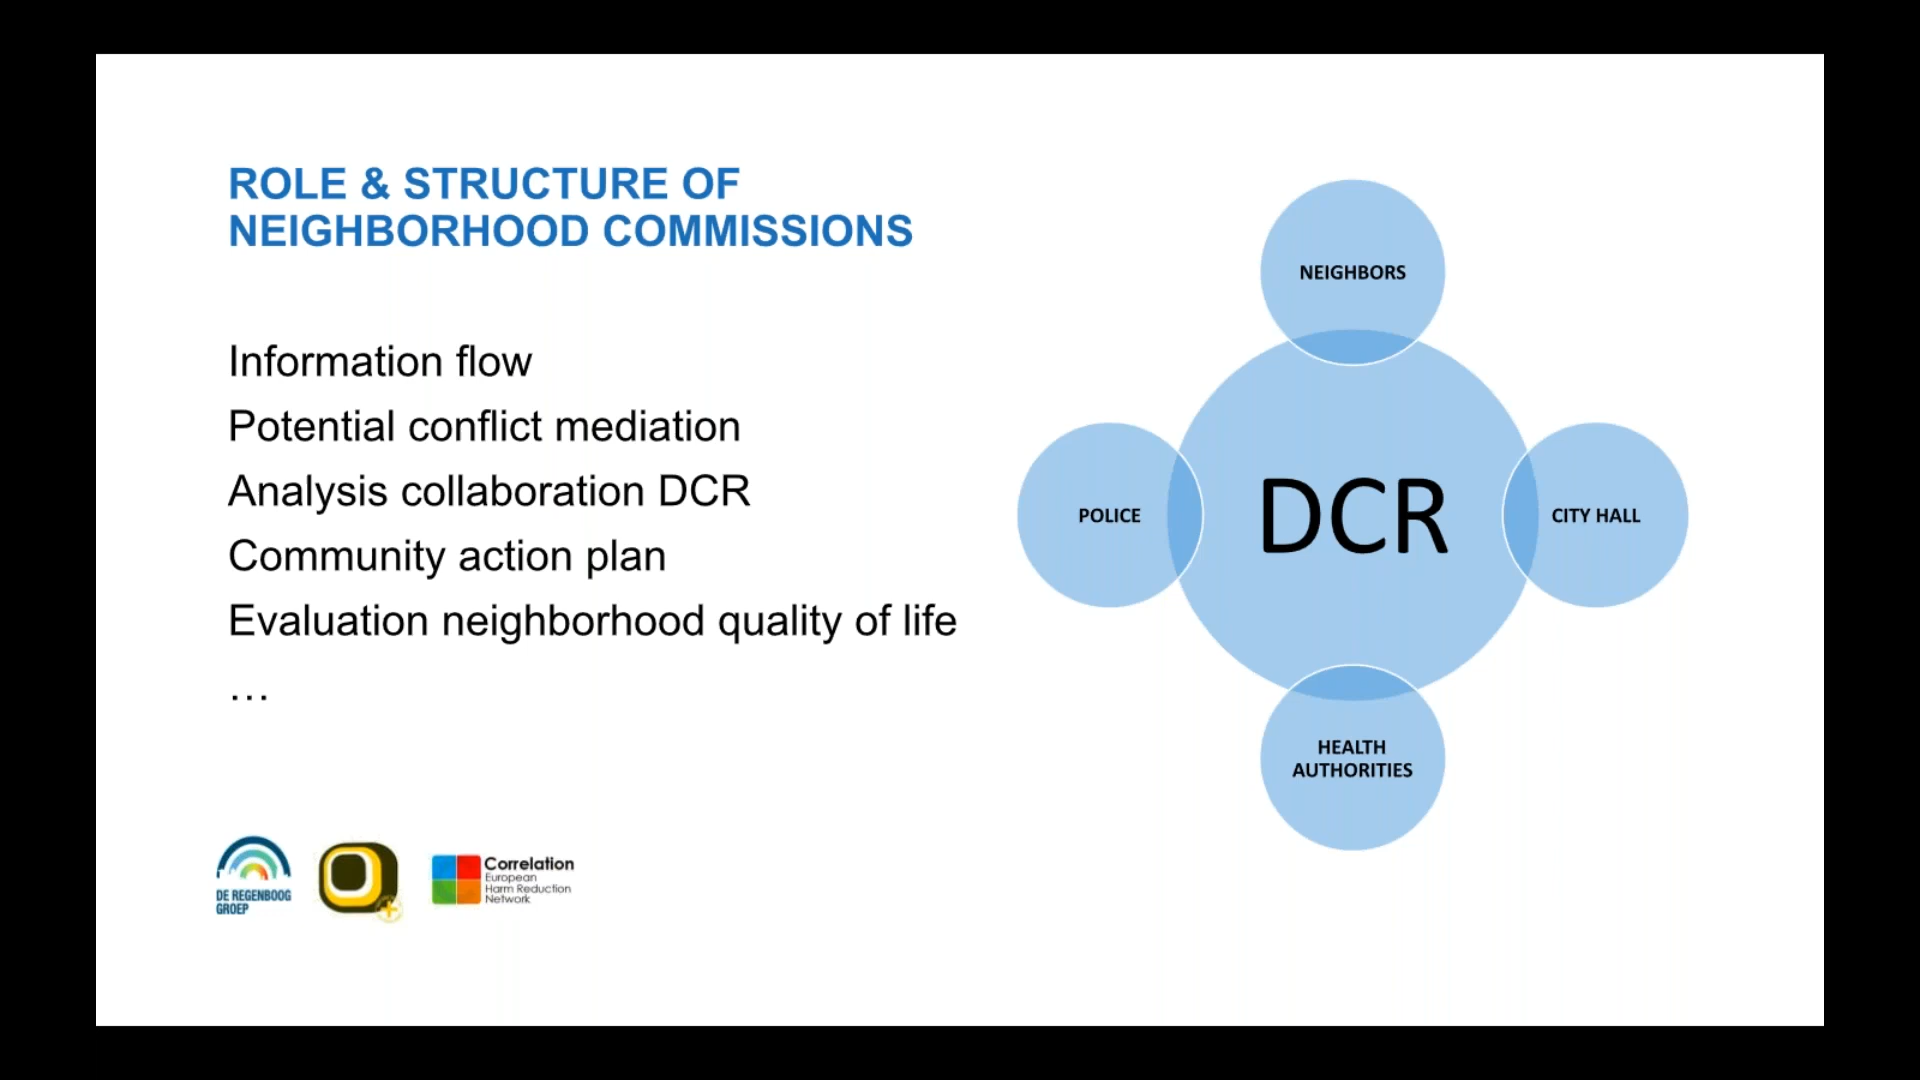 ROLE & STRUCTURE OF
NEIGHBORHOOD COMMISSIONS
Information flow
Potential conflict mediation
Analysis collaboration DCR
Community action plan
Evaluation neighborhood quality of life
…
NEIGHBORS
POLICE
DCR
CITY HALL
HEALTH
AUTHORITIES
DE REGENBOOG
GROEP
Correlation
European
Harm Reduction
Network